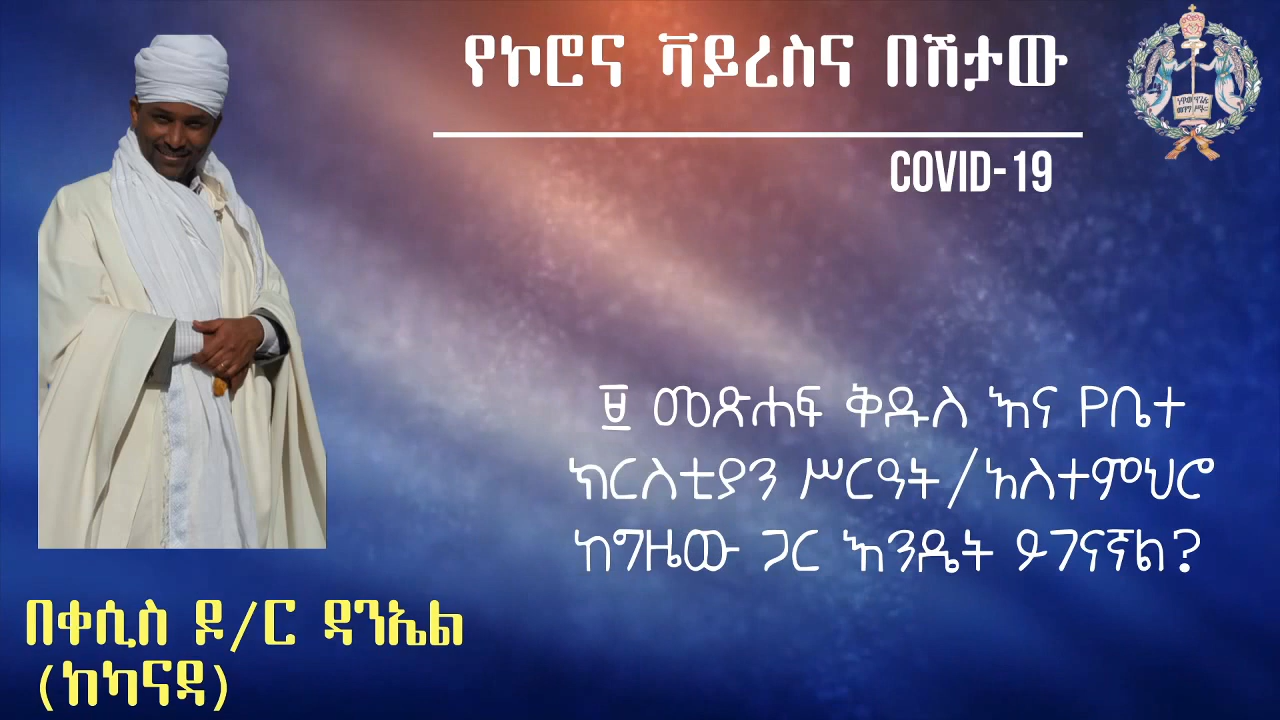 የኮሮና ቫይረስና በሽታው
COVID-19
፱ መጽሐፍ ቅዱስ እና የቤተ
ክርስቲያን ሥርዓት/አስተምህሮ
ከግዜው ጋር እንዴት ይገናኛል?
በቀሲስ ዶ/ር ዳንኤል
(ከካናዳ)